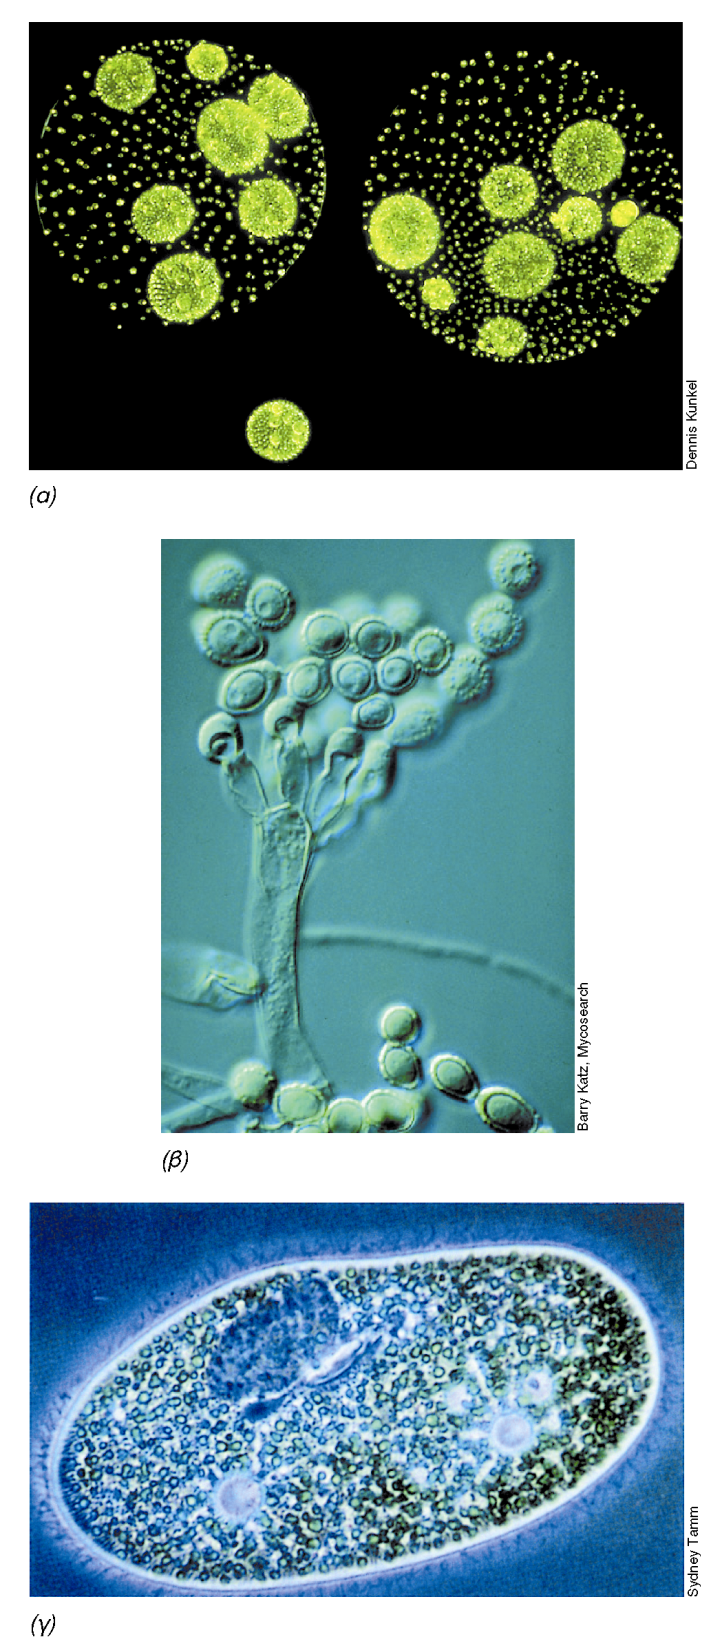 Dennis Kunkel
(α)
Barry Katz, Mycosearch
(β)
Sydney Tamm
(γ)